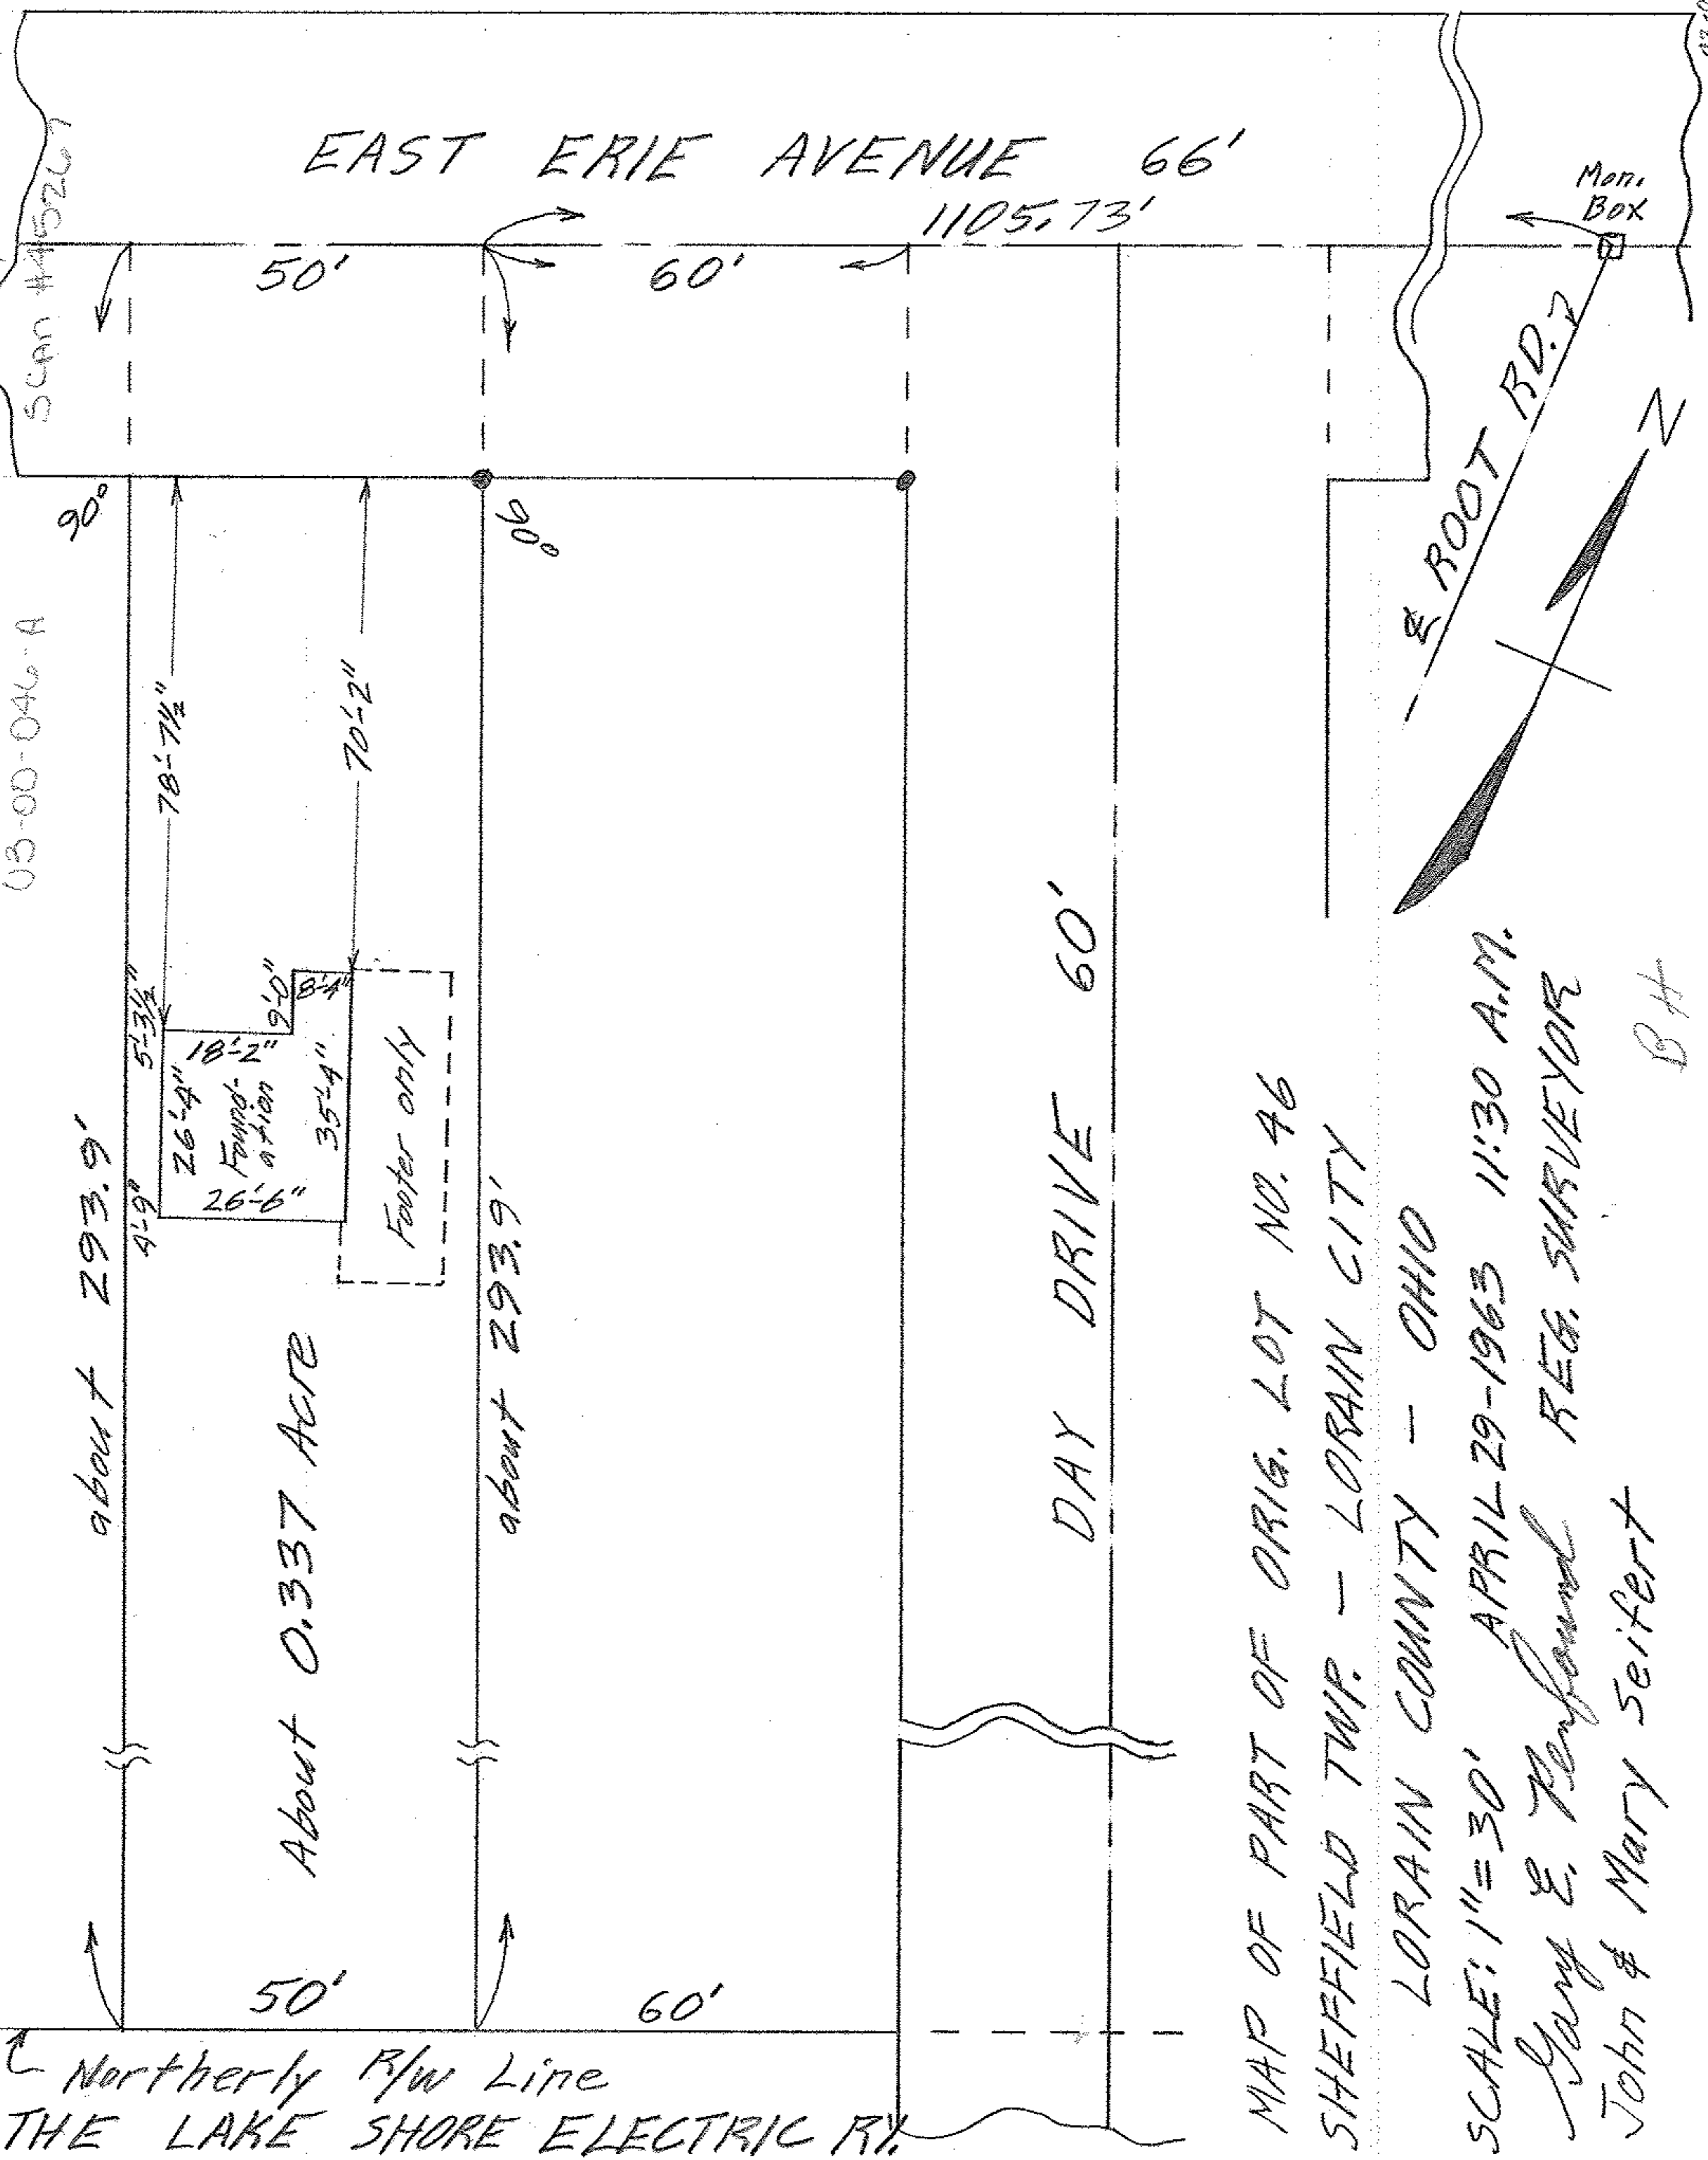 EAST ERIE AVENUE 66'
1105.73'
Mon.
Box
50'
60'
Scan #45267
03-00-046-A
90°
90°
℄ ROOT RD.
N
78'-7½"
70'-2"
5'-3½"
9'-0"
8'-4"
18'-2"
26'-4"
Found-
ation
35'-4"
26'-6"
4'-9"
Footer only
about 293.9'
about 293.9'
About 0.337 Acre
DAY DRIVE 60'
50'
60'
Northerly R/W Line
THE LAKE SHORE ELECTRIC RY.
MAP OF PART OF ORIG. LOT NO. 46
SHEFFIELD TWP. - LORAIN CITY
LORAIN COUNTY - OHIO
SCALE: 1"=30' APRIL 29-1963 11:30 A.M.
Gary E. Penfound REG. SURVEYOR
John & Mary Seifert
BH